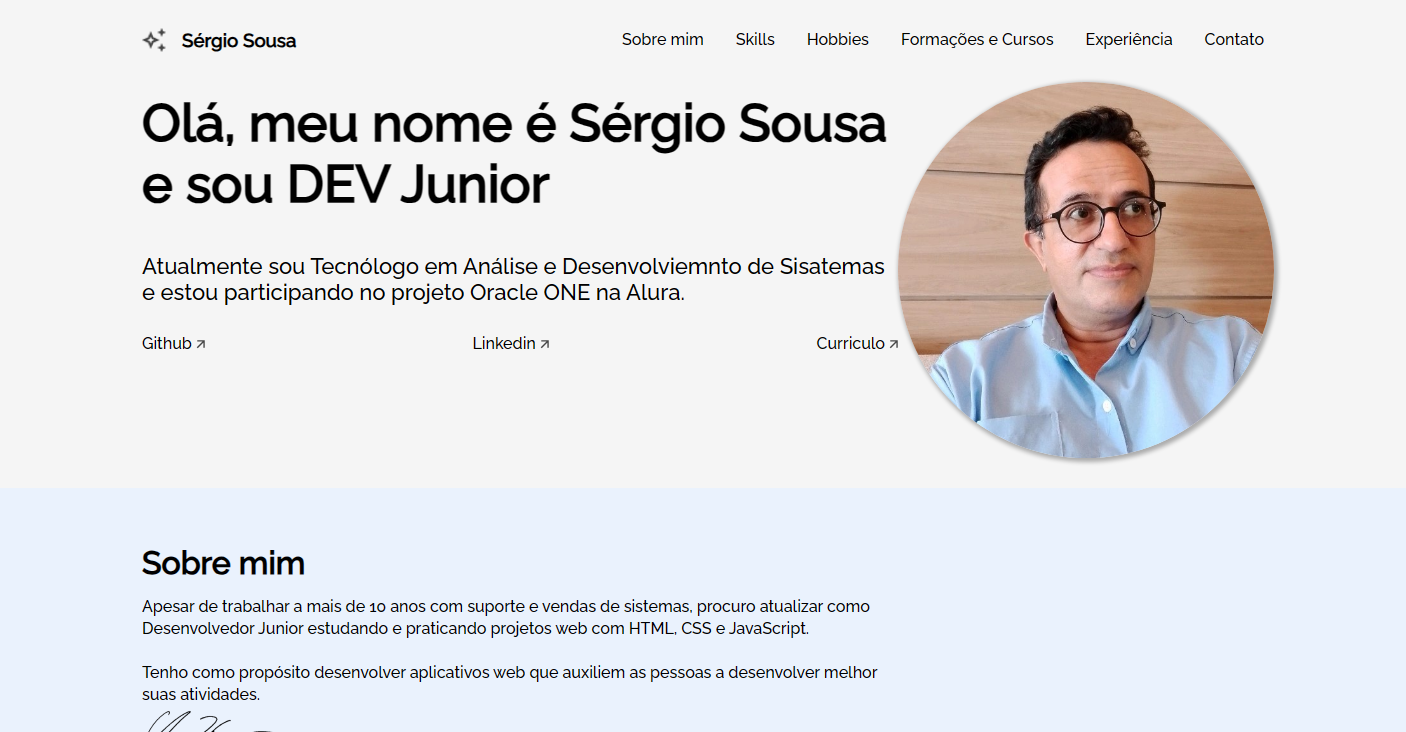 Sérgio Sousa
Sobre mim Skills Hobbies Formações e Cursos Experiência Contato
Olá, meu nome é Sérgio Sousa
e sou DEV Junior
Atualmente sou Tecnólogo em Análise e Desenvolviemnto de Sisatemas
e estou participando no projeto Oracle ONE na Alura.
Github Linkedin Curriculo
Sobre mim
Apesar de trabalhar a mais de 10 anos com suporte e vendas de sistemas, procuro atualizar como
Desenvolvedor Junior estudando e praticando projetos web com HTML, CSS e JavaScript.
Tenho como propósito desenvolver aplicativos web que auxiliem as pessoas a desenvolver melhor
suas atividades.